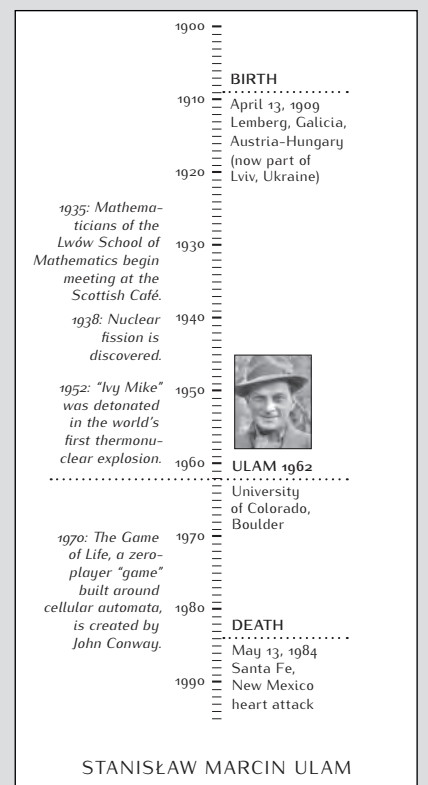 1900
BIRTH
1910
April 13, 1909
Lemberg, Galicia,
Austria-Hungary
(now part of
Lviv, Ukraine)
1920
1935: Mathema-
ticians of the
Lwów School of
Mathematics begin
meeting at the
Scottish Café.
1930
1938: Nuclear
fission is
discovered.
1940
1952: “Ivy Mike”
was detonated
in the world’s
first thermonu-
clear explosion.
1950
1960
ULAM 1962
University
of Colorado,
Boulder
1970: The Game
of Life, a zero-
player “game”
built around
cellular automata,
is created by
John Conway.
1970
1980
DEATH
May 13, 1984
Santa Fe,
New Mexico
heart attack
1990
STANISŁAW MARCIN ULAM